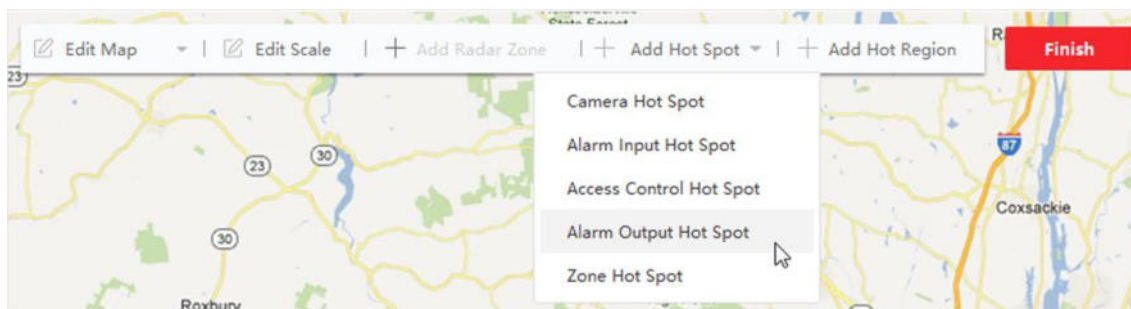 State Forest
Edit Map | Edit Scale | + Add Radar Zone | + Add Hot Spot | + Add Hot Region
Finish
23
Camera Hot Spot
Alarm Input Hot Spot
87
30
23
Access Control Hot Spot
Coxsackie
Alarm Output Hot Spot
30
Zone Hot Spot
Roxbury